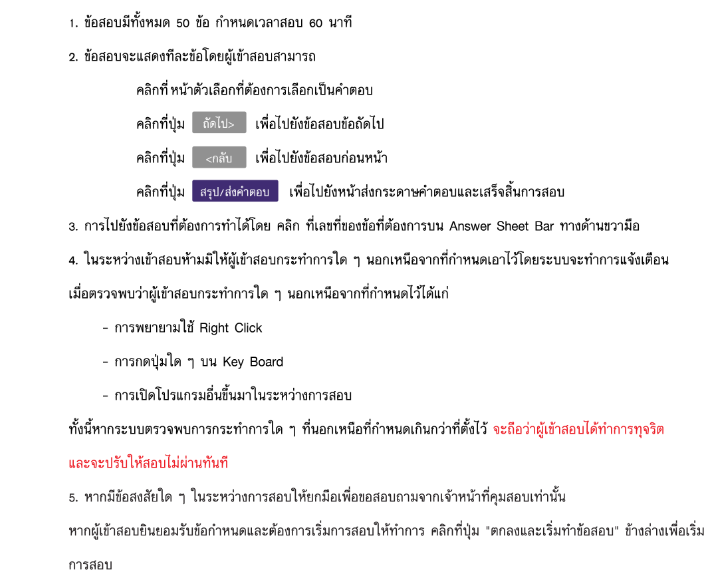 1. ข้อสอบมีทั้งหมด 50 ข้อ กำหนดเวลาสอบ 60 นาที
2. ข้อสอบจะแสดงทีละข้อโดยผู้เข้าสอบสามารถ
คลิกที่ หน้าตัวเลือกที่ต้องการเลือกเป็นคำตอบ
คลิกที่ปุ่ม ถัดไป> เพื่อไปยังข้อสอบข้อถัดไป
คลิกที่ปุ่ม <กลับ เพื่อไปยังข้อสอบก่อนหน้า
คลิกที่ปุ่ม สรุป/ส่งคำตอบ เพื่อไปยังหน้าส่งกระดาษคำตอบและเสร็จสิ้นการสอบ
3. การไปยังข้อสอบที่ต้องการทำได้โดย คลิก ที่เลขที่ของข้อที่ต้องการบน Answer Sheet Bar ทางด้านขวามือ
4. ในระหว่างเข้าสอบห้ามมิให้ผู้เข้าสอบกระทำการใด ๆ นอกเหนือจากที่กำหนดเอาไว้โดยระบบจะทำการแจ้งเตือน
เมื่อตรวจพบว่าผู้เข้าสอบกระทำการใด ๆ นอกเหนือจากที่กำหนดไว้ได้แก่
- การพยายามใช้ Right Click
- การกดปุ่มใด ๆ บน Key Board
- การเปิดโปรแกรมอื่นขึ้นมาในระหว่างการสอบ
ทั้งนี้หากระบบตรวจพบการกระทำการใด ๆ ที่นอกเหนือที่กำหนดเกินกว่าที่ตั้งไว้ จะถือว่าผู้เข้าสอบได้ทำการทุจริต
และจะปรับให้สอบไม่ผ่านทันที
5. หากมีข้อสงสัยใด ๆ ในระหว่างการสอบให้ยกมือเพื่อขอสอบถามจากเจ้าหน้าที่คุมสอบเท่านั้น
หากผู้เข้าสอบยินยอมรับข้อกำหนดและต้องการเริ่มการสอบให้ทำการ คลิกที่ปุ่ม "ตกลงและเริ่มทำข้อสอบ" ข้างล่างเพื่อเริ่ม
การสอบ